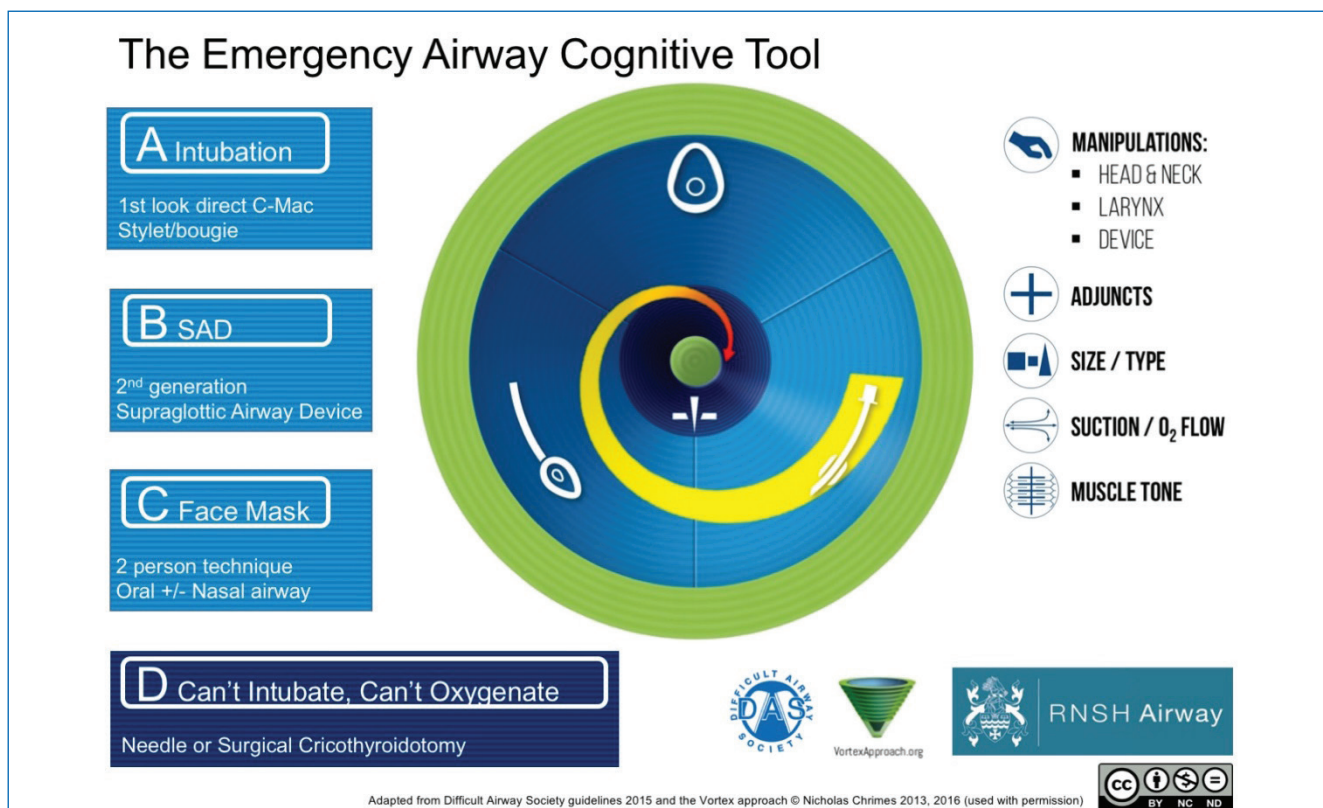 The Emergency Airway Cognitive Tool
A Intubation
1st look direct C-Mac
Stylet/bougie
B SAD
2nd generation
Supraglottic Airway Device
C Face Mask
2 person technique
Oral +/- Nasal airway
D Can't Intubate, Can't Oxygenate
Needle or Surgical Cricothyroidotomy
MANIPULATIONS:
▪ HEAD & NECK
▪ LARYNX
▪ DEVICE
ADJUNCTS
SIZE / TYPE
SUCTION / O₂ FLOW
MUSCLE TONE
DIFFICULT AIRWAY
DAS
SOCIETY
VortexApproach.org
RNSH Airway
CC
BY NC ND
Adapted from Difficult Airway Society guidelines 2015 and the Vortex approach © Nicholas Chrimes 2013, 2016 (used with permission)